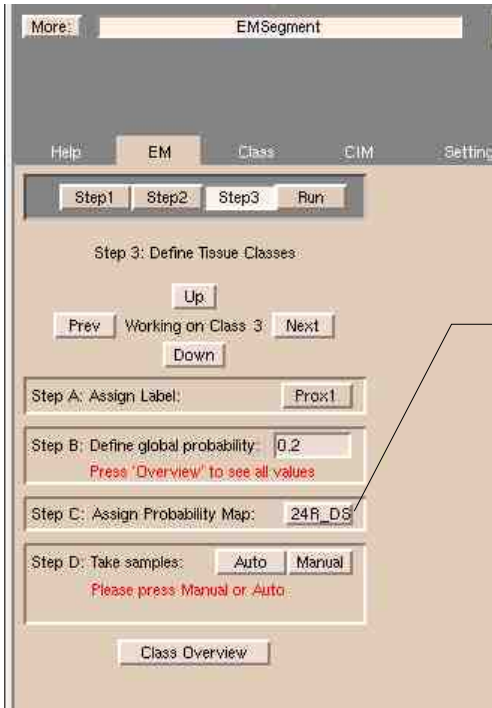 More: EMSegment
Help EM Class CIM Setting
Step1 Step2 Step3 Run
Step 3: Define Tissue Classes
Up
Prev Working on Class 3 Next
Down
Step A: Assign Label: Prox1
Step B: Define global probability: 0.2
Press 'Overview' to see all values
Step C: Assign Probability Map: 24R_DS
Step D: Take samples: Auto Manual
Please press Manual or Auto
Class Overview